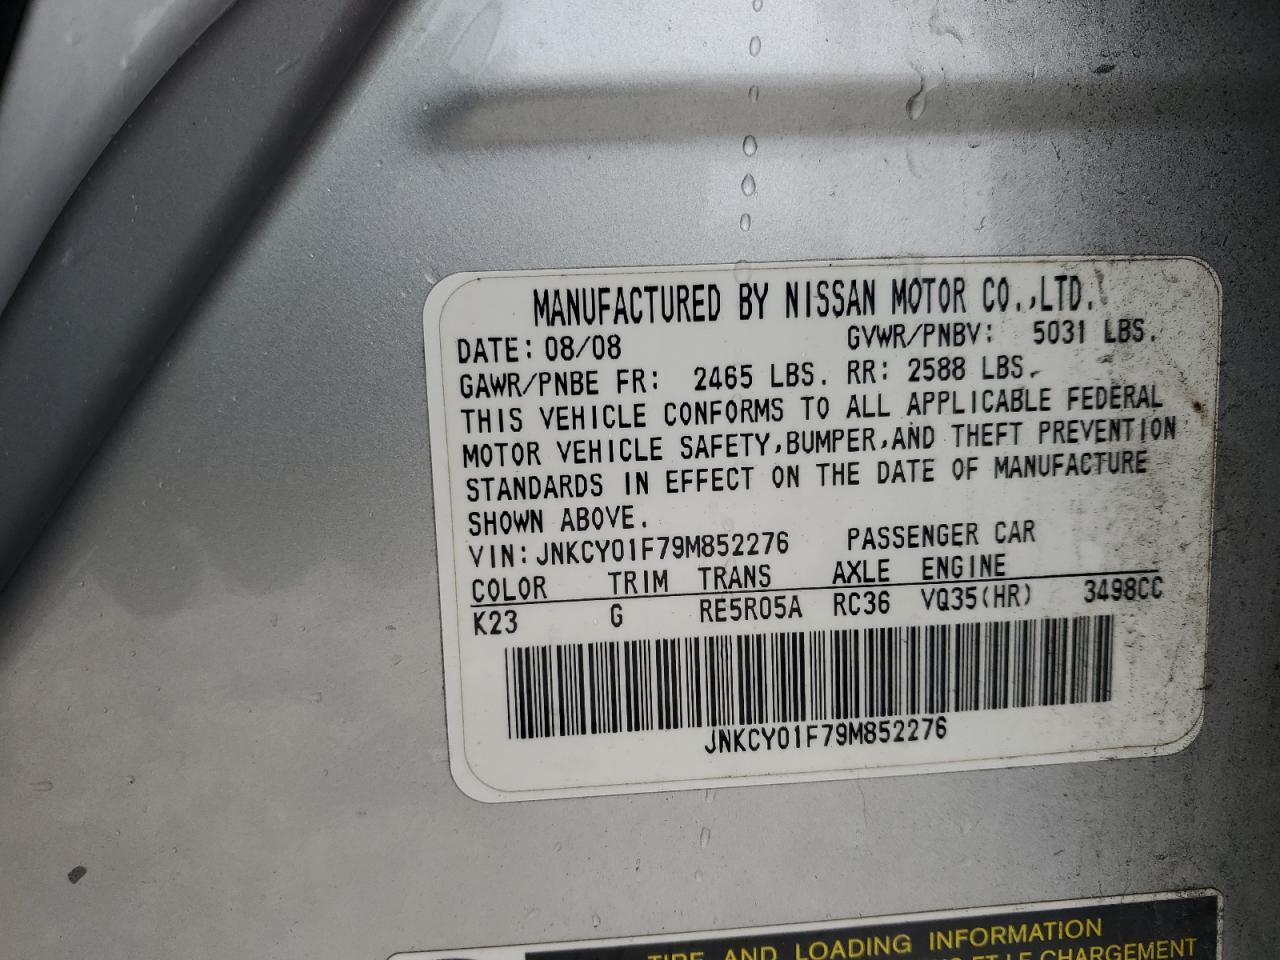 MANUFACTURED BY NISSAN MOTOR CO.,LTD.
DATE: 08/08 GVWR/PNBV: 5031 LBS.
GAWR/PNBE FR: 2465 LBS. RR: 2588 LBS.
THIS VEHICLE CONFORMS TO ALL APPLICABLE FEDERAL
MOTOR VEHICLE SAFETY,BUMPER,AND THEFT PREVENTION
STANDARDS IN EFFECT ON THE DATE OF MANUFACTURE
SHOWN ABOVE.
VIN: JNKCY01F79M852276 PASSENGER CAR
COLOR TRIM TRANS AXLE ENGINE
K23 G RE5R05A RC36 VQ35(HR) 3498CC
JNKCY01F79M852276
TIRE AND LOADING INFORMATION
ET LE CHARGEMENT